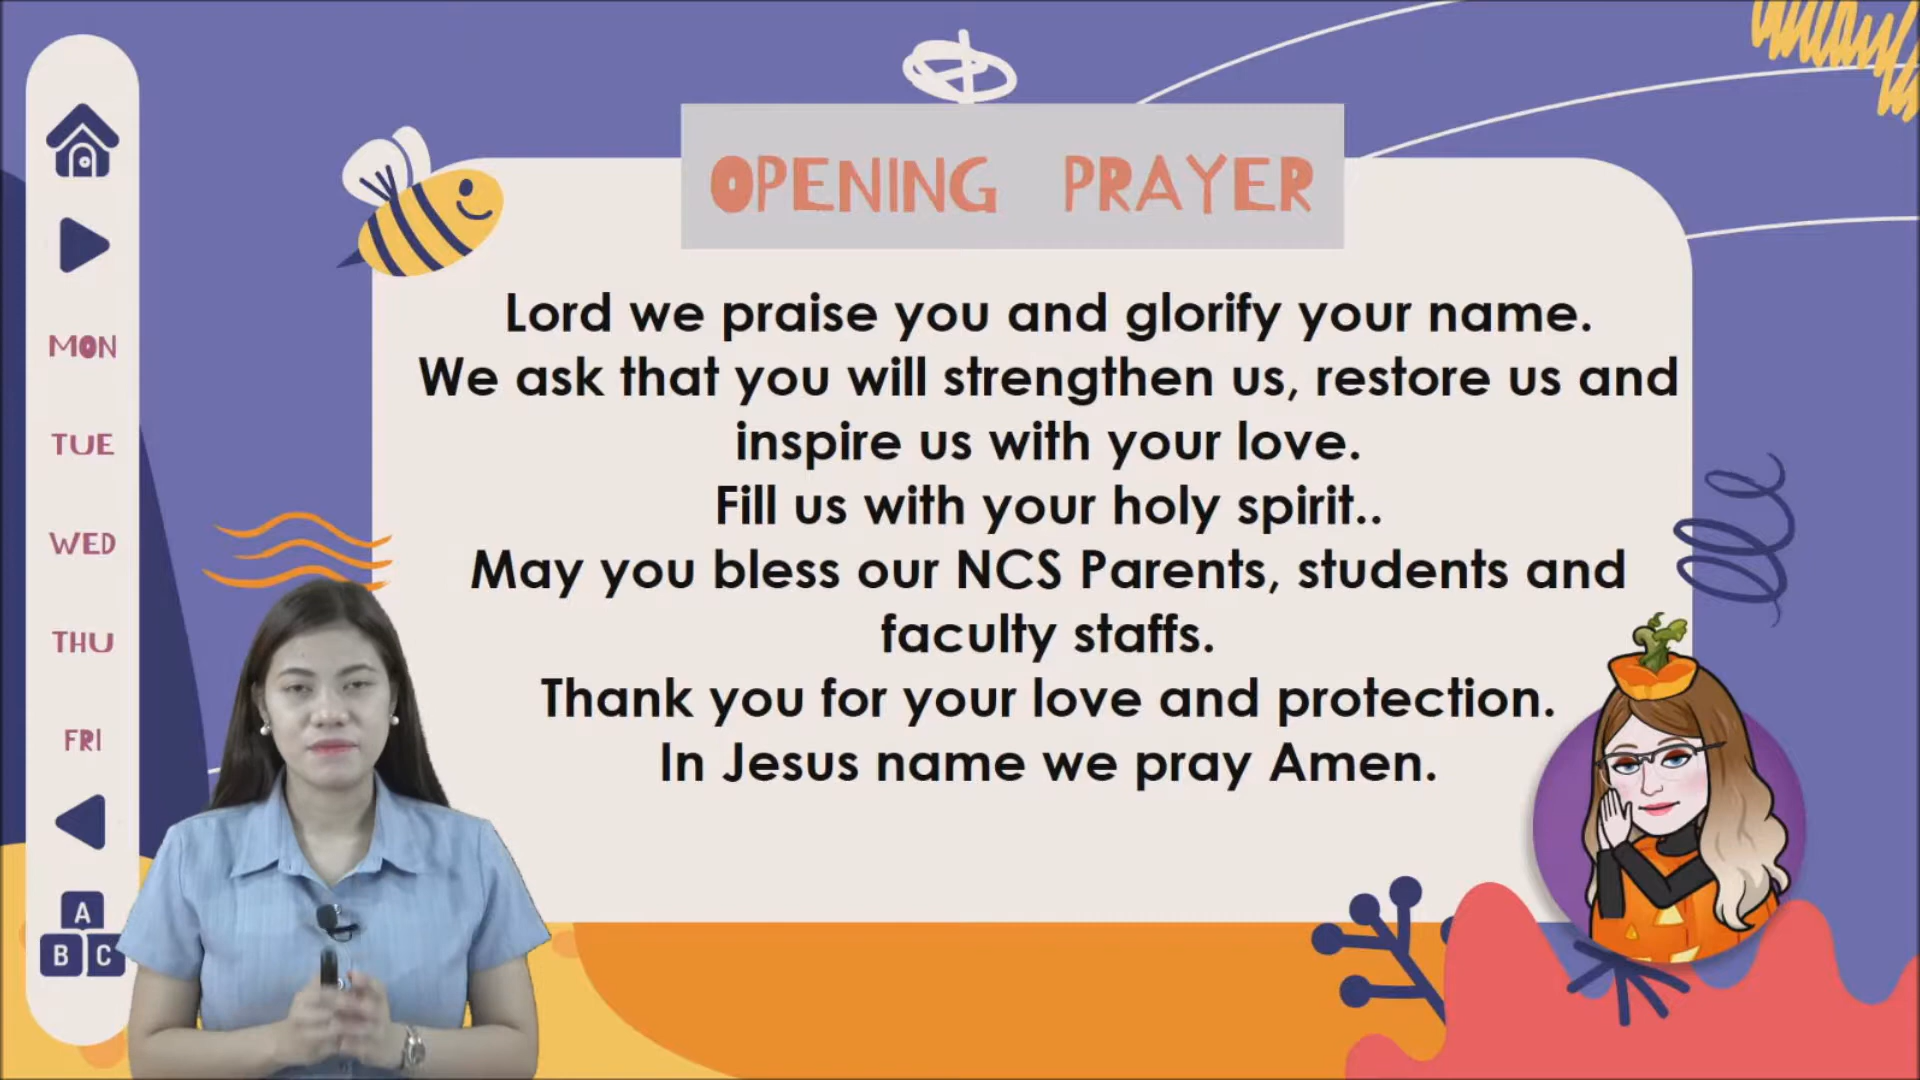 OPENING PRAYER
Lord we praise you and glorify your name.
We ask that you will strengthen us, restore us and
inspire us with your love.
Fill us with your holy spirit..
May you bless our NCS Parents, students and
faculty staffs.
Thank you for your love and protection.
In Jesus name we pray Amen.
MON
TUE
WED
THU
FRI
A
B C